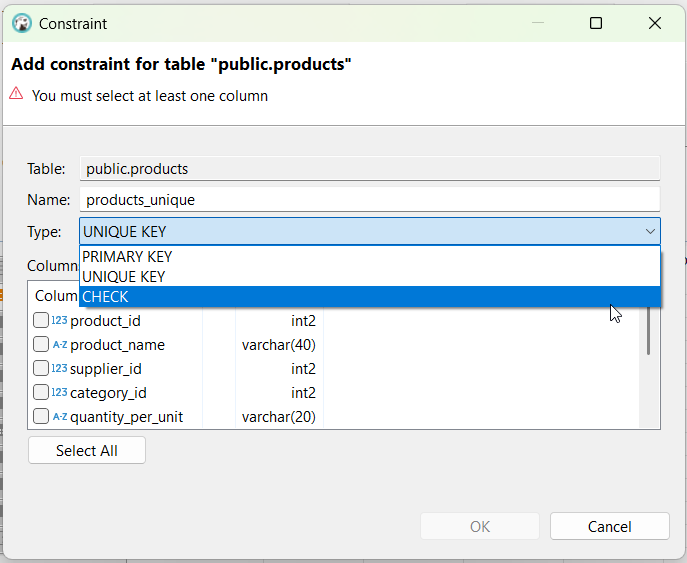 Constraint
Add constraint for table "public.products"
You must select at least one column
Table: public.products
Name: products_unique
Type: UNIQUE KEY
PRIMARY KEY
UNIQUE KEY
CHECK
Column
Colum
123 product_id int2
A-Z product_name varchar(40)
123 supplier_id int2
123 category_id int2
A-Z quantity_per_unit varchar(20)
Select All
OK Cancel